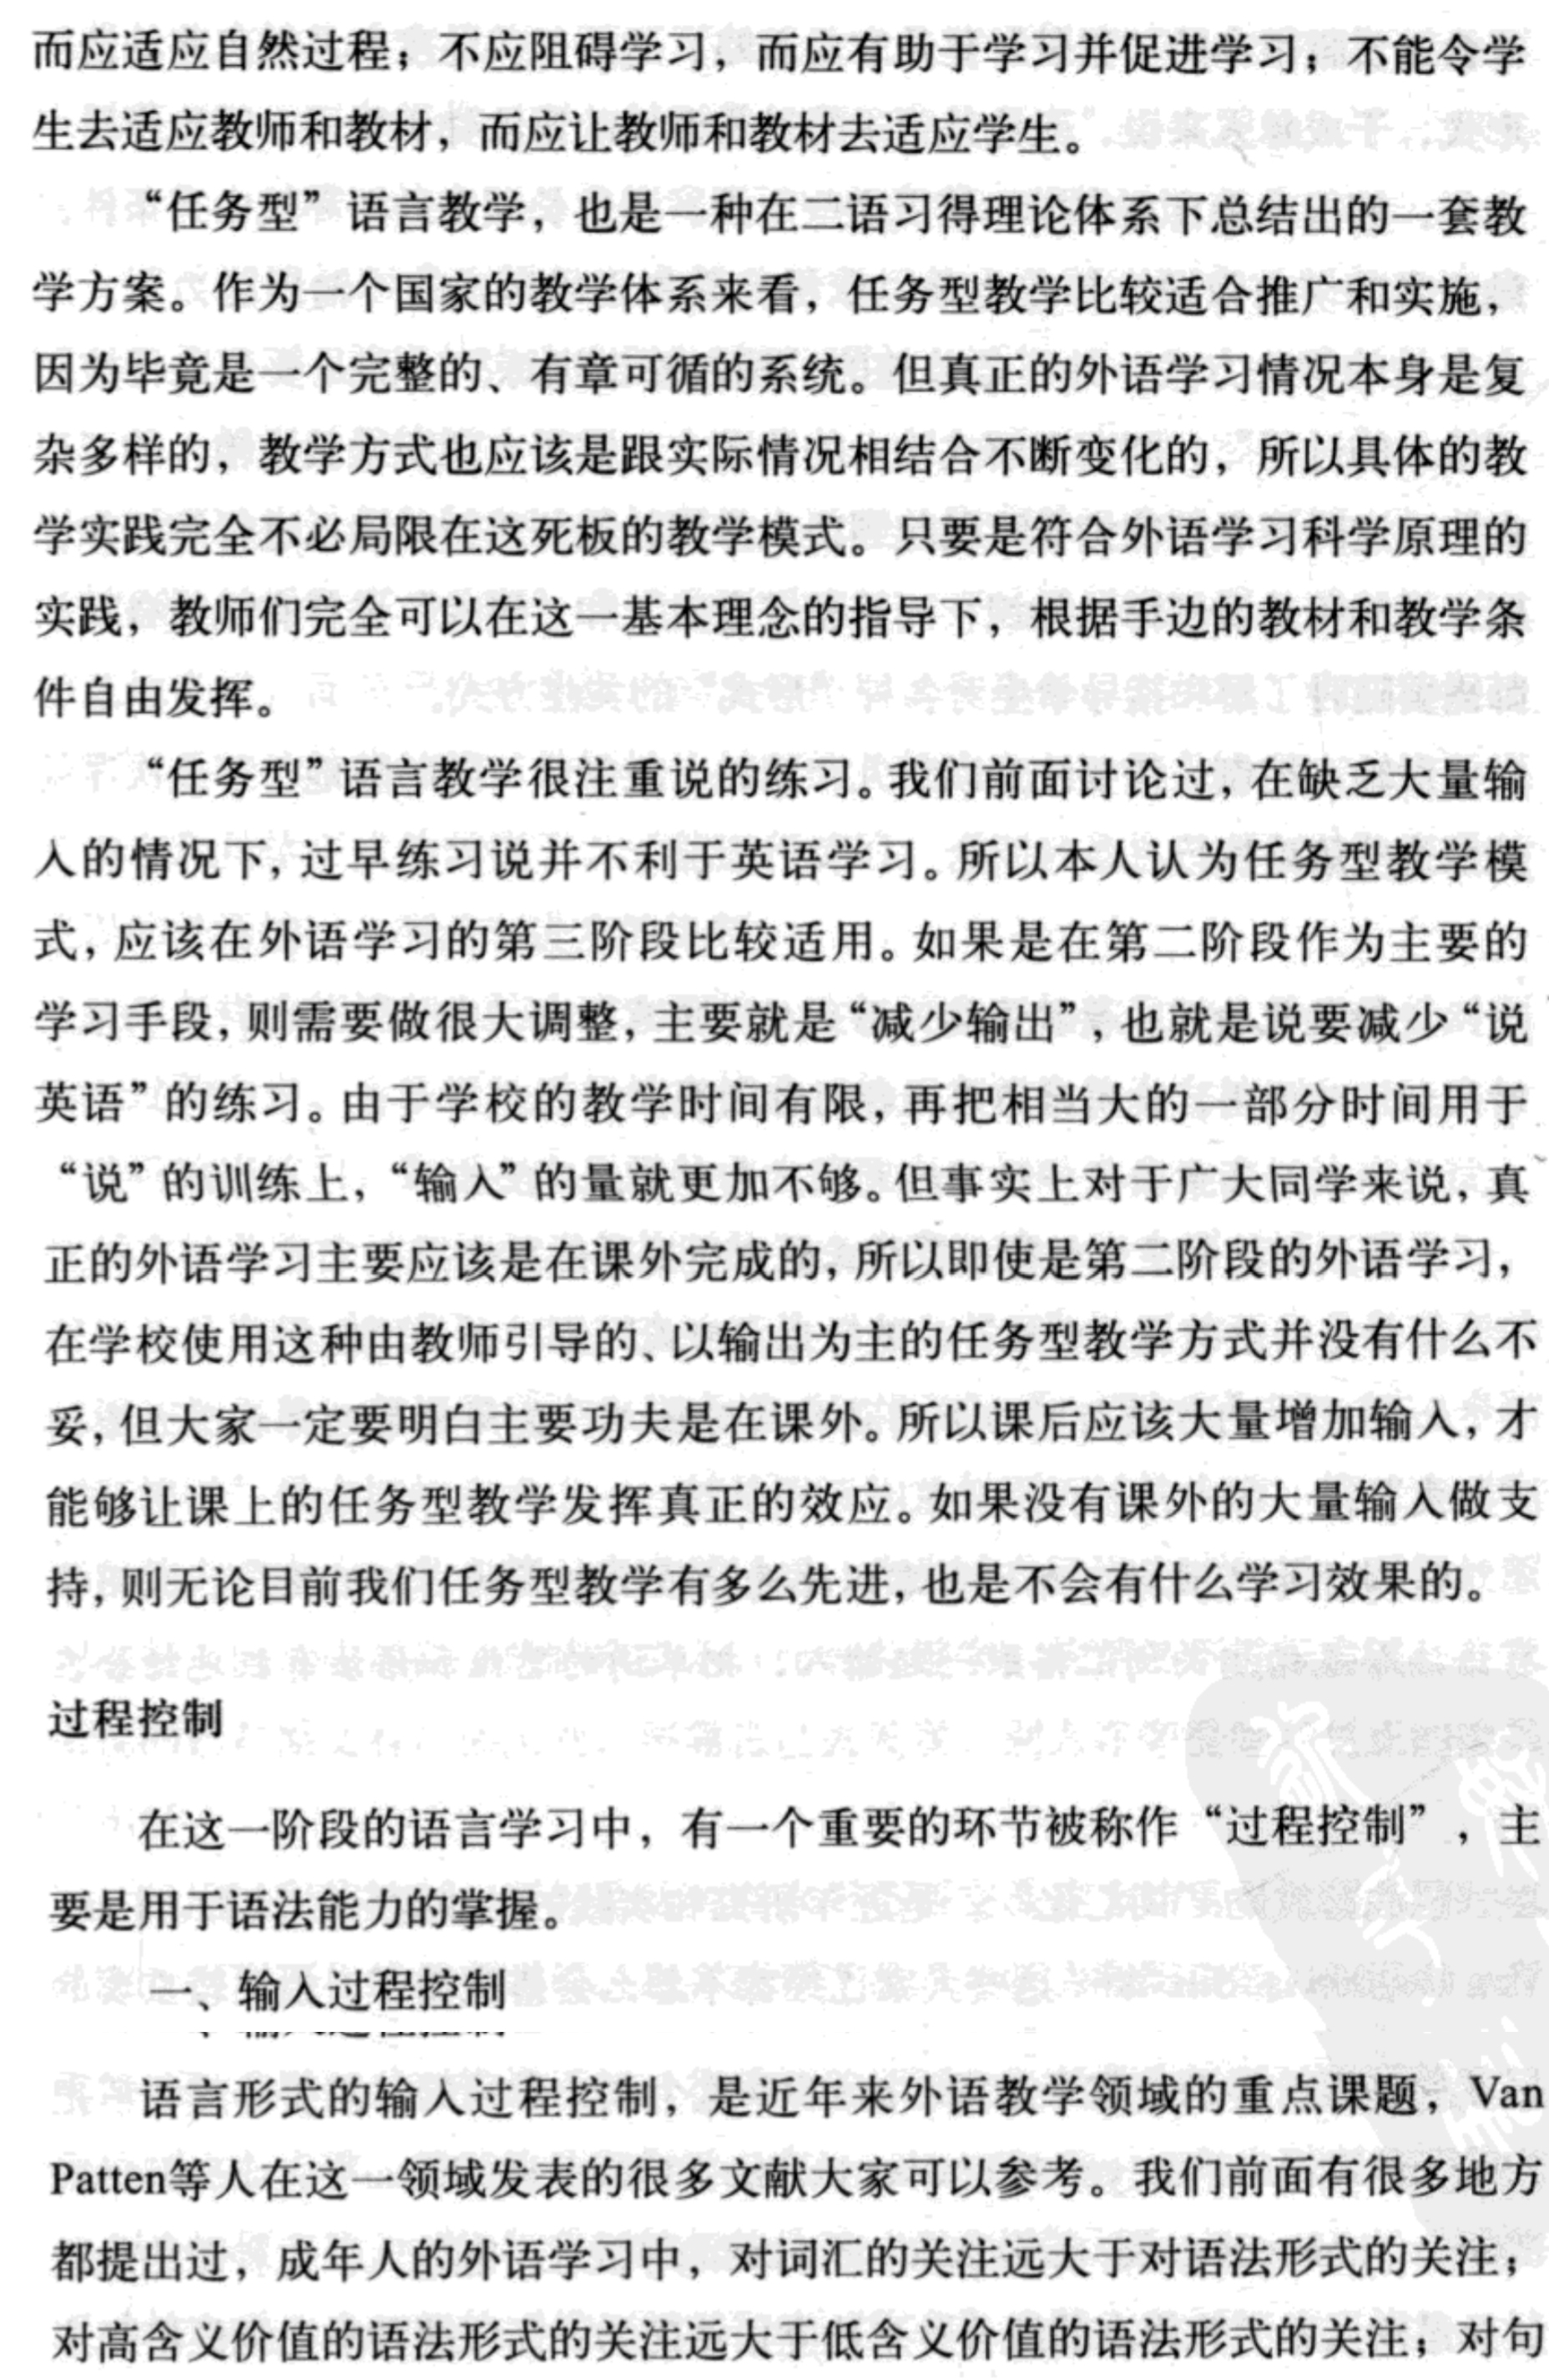 而应适应自然过程；不应阻碍学习，而应有助于学习并促进学习；不能令学
生去适应教师和教材，而应让教师和教材去适应学生。
“任务型”语言教学，也是一种在二语习得理论体系下总结出的一套教
学方案。作为一个国家的教学体系来看，任务型教学比较适合推广和实施，
因为毕竟是一个完整的、有章可循的系统。但真正的外语学习情况本身是复
杂多样的，教学方式也应该是跟实际情况相结合不断变化的，所以具体的教
学实践完全不必局限在这死板的教学模式。只要是符合外语学习科学原理的
实践，教师们完全可以在这一基本理念的指导下，根据手边的教材和教学条
件自由发挥。
“任务型”语言教学很注重说的练习。我们前面讨论过，在缺乏大量输
入的情况下，过早练习说并不利于英语学习。所以本人认为任务型教学模
式，应该在外语学习的第三阶段比较适用。如果是在第二阶段作为主要的
学习手段，则需要做很大调整，主要就是“减少输出”，也就是说要减少“说
英语”的练习。由于学校的教学时间有限，再把相当大的一部分时间用于
“说”的训练上，“输入”的量就更加不够。但事实上对于广大同学来说，真
正的外语学习主要应该是在课外完成的，所以即使是第二阶段的外语学习，
在学校使用这种由教师引导的、以输出为主的任务型教学方式并没有什么不
妥，但大家一定要明白主要功夫是在课外。所以课后应该大量增加输入，才
能够让课上的任务型教学发挥真正的效应。如果没有课外的大量输入做支
持，则无论目前我们任务型教学有多么先进，也是不会有什么学习效果的。
过程控制
在这一阶段的语言学习中，有一个重要的环节被称作“过程控制”，主
要是用于语法能力的掌握。
一、输入过程控制
语言形式的输入过程控制，是近年来外语教学领域的重点课题，Van
Patten等人在这一领域发表的很多文献大家可以参考。我们前面有很多地方
都提出过，成年人的外语学习中，对词汇的关注远大于对语法形式的关注；
对高含义价值的语法形式的关注远大于低含义价值的语法形式的关注；对句